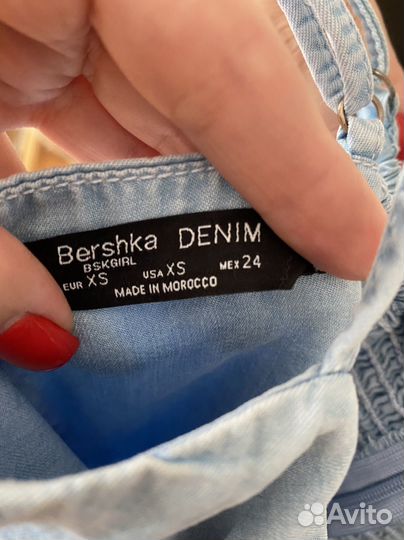 Bershka DENIM
BSKGIRL
EUR XS USA XS MEX 24
MADE IN MOROCCO
Avito